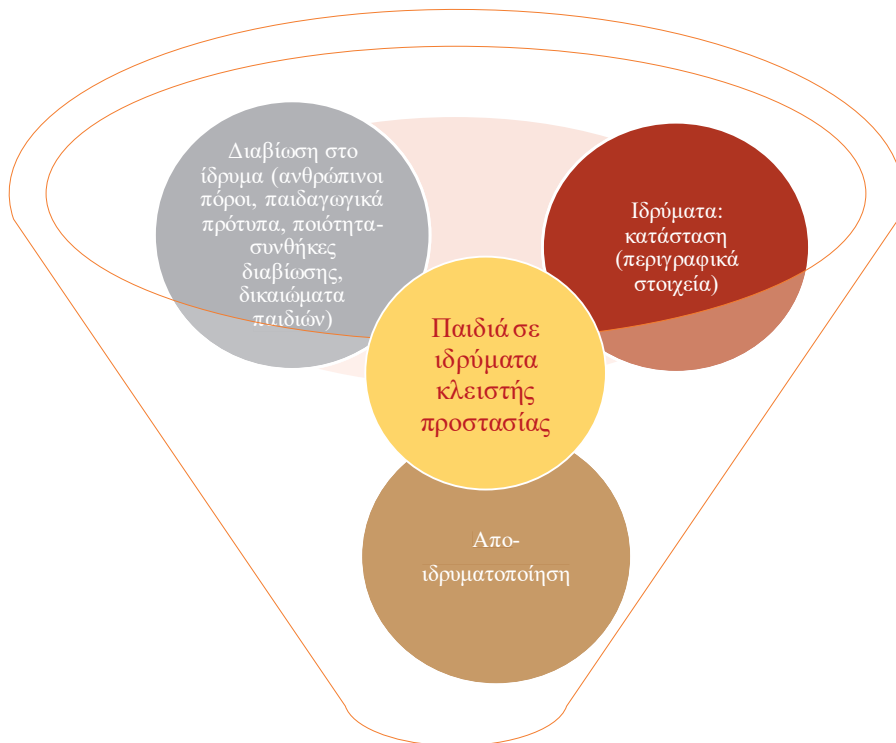 Διαβίωση στο
ίδρυμα (ανθρώπινοι
πόροι, παιδαγωγικά
πρότυπα, ποιότητα-
συνθήκες
διαβίωσης,
δικαιώματα
παιδιών)
Ιδρύματα:
κατάσταση
(περιγραφικά
στοιχεία)
Παιδιά σε
ιδρύματα
κλειστής
προστασίας
Απο-
ιδρυματοποίηση